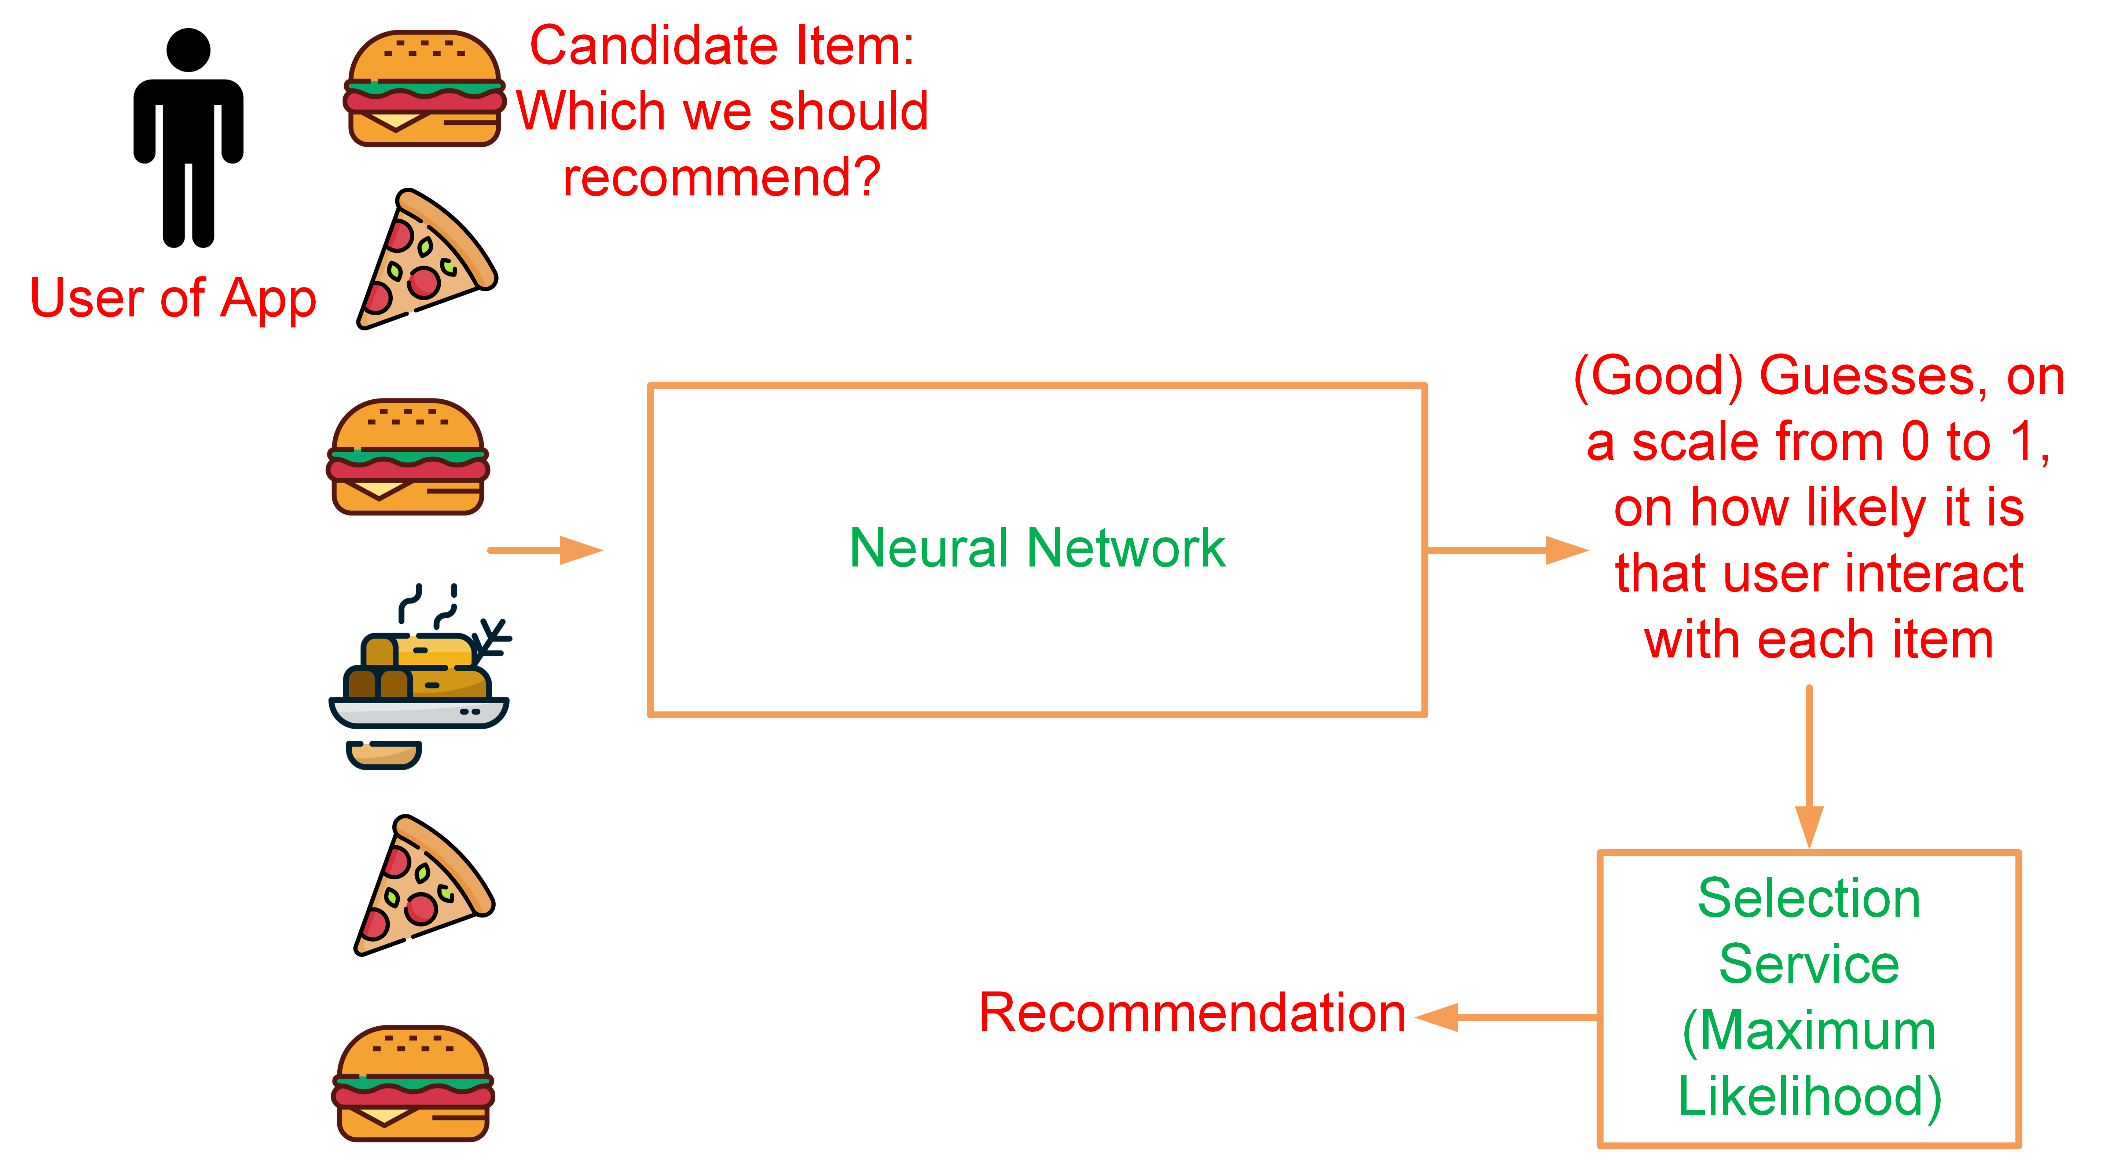 Candidate Item:
Which we should
recommend?
User of App
Neural Network
(Good) Guesses, on
a scale from 0 to 1,
on how likely it is
that user interact
with each item
Selection
Service
(Maximum
Likelihood)
Recommendation